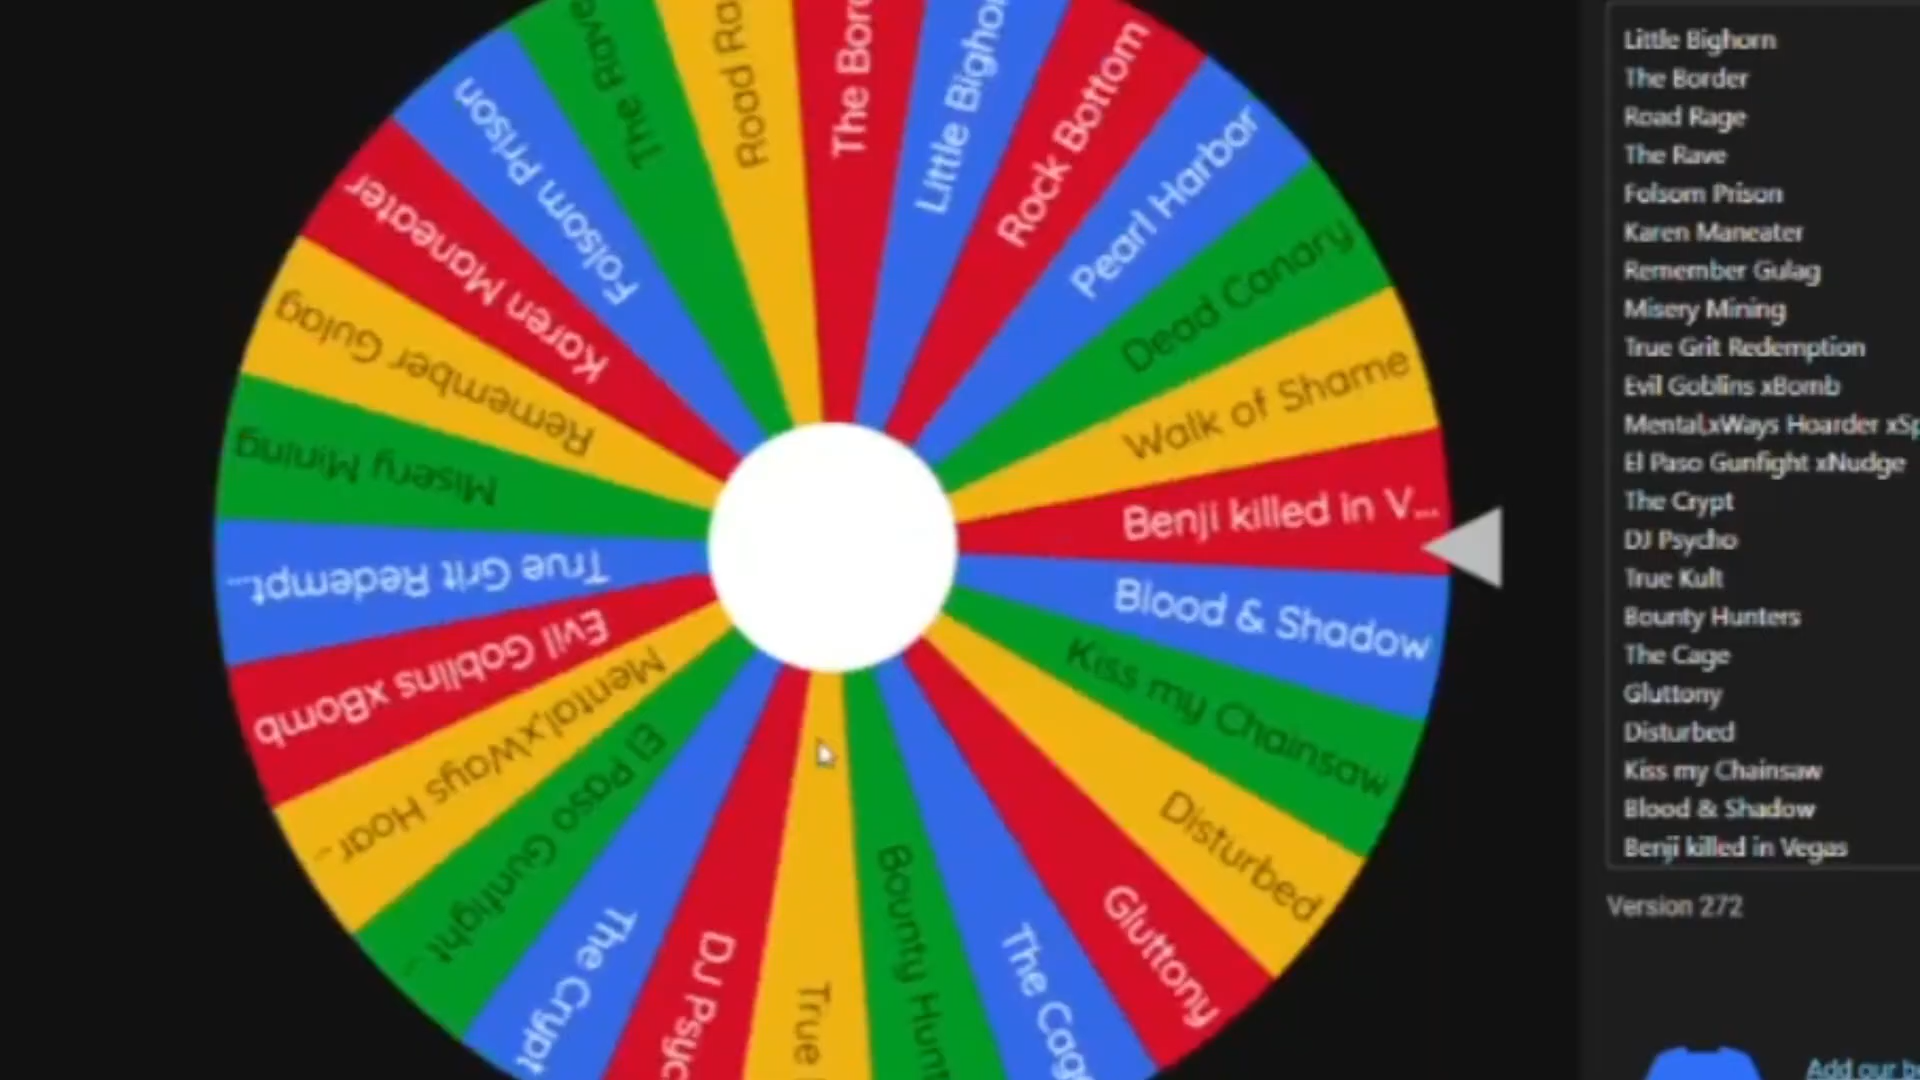 The Rave
Road Ra
The Bor
Little Bighor
Rock Bottom
Pearl Harbor
Dead Canary
Walk of Shame
Benji killed in V...
Blood & Shadow
Kiss my Chainsaw
Disturbed
Gluttony
The Cag
Bounty Hunt
True
DJ Psyc
The Crypt
El Paso Gunfight ...
Mental,xWays Hoar...
Evil Goblins xBomb
True Grit Redempt...
Misery Mining
Remember Gulag
Karen Maneater
Folsom Prison
Little Bighorn
The Border
Road Rage
The Rave
Folsom Prison
Karen Maneater
Remember Gulag
Misery Mining
True Grit Redemption
Evil Goblins xBomb
Mental,xWays Hoarder xSp
El Paso Gunfight xNudge
The Crypt
DJ Psycho
True Kult
Bounty Hunters
The Cage
Gluttony
Disturbed
Kiss my Chainsaw
Blood & Shadow
Benji killed in Vegas
Version 272
Add our b